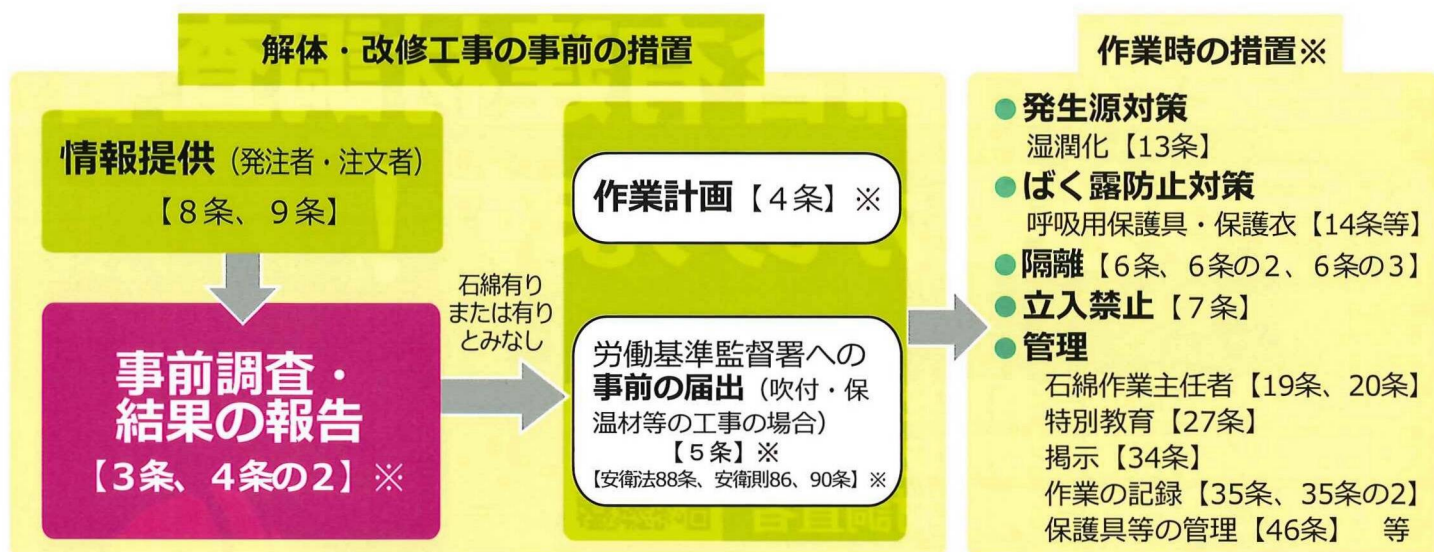 解体・改修工事の事前の措置
情報提供（発注者・注文者）
【８条、９条】
事前調査・
結果の報告
【３条、４条の２】※
石綿有り
または有り
とみなし
作業計画【４条】※
労働基準監督署への
事前の届出（吹付・保
温材等の工事の場合）
【５条】※
【安衛法88条、安衛則86、90条】※
作業時の措置※
●発生源対策
湿潤化【13条】
●ばく露防止対策
呼吸用保護具・保護衣【14条等】
●隔離【６条、６条の２、６条の３】
●立入禁止【７条】
●管理
石綿作業主任者【19条、20条】
特別教育【27条】
掲示【34条】
作業の記録【35条、35条の2】
保護具等の管理【46条】　等